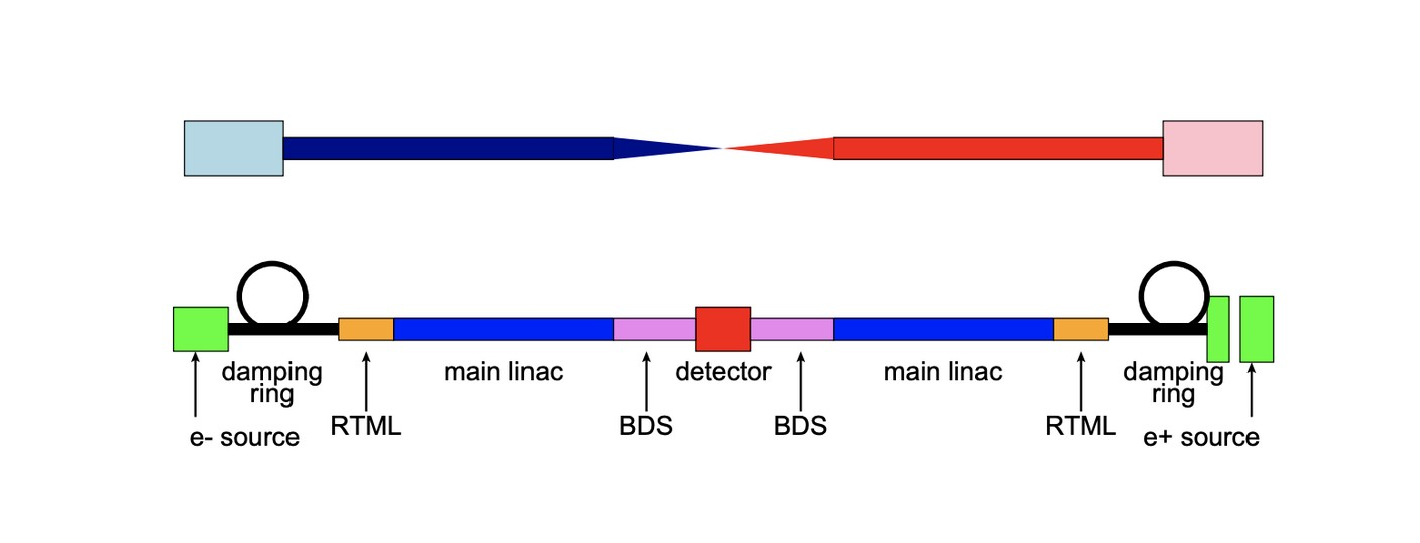 damping
ring
main linac
detector
main linac
damping
ring
e- source
RTML
BDS
BDS
RTML
e+ source